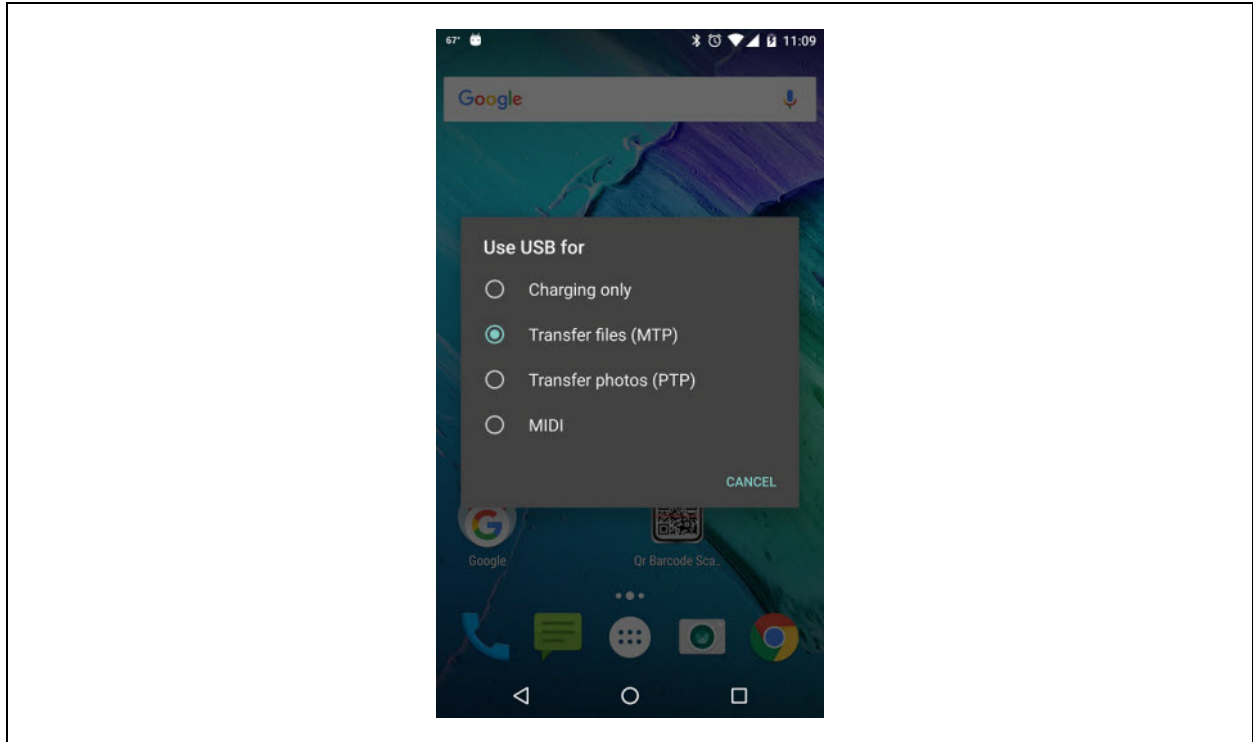 67° 11:09
Google
Use USB for
Charging only
Transfer files (MTP)
Transfer photos (PTP)
MIDI
CANCEL
Google Qr Barcode Sca..